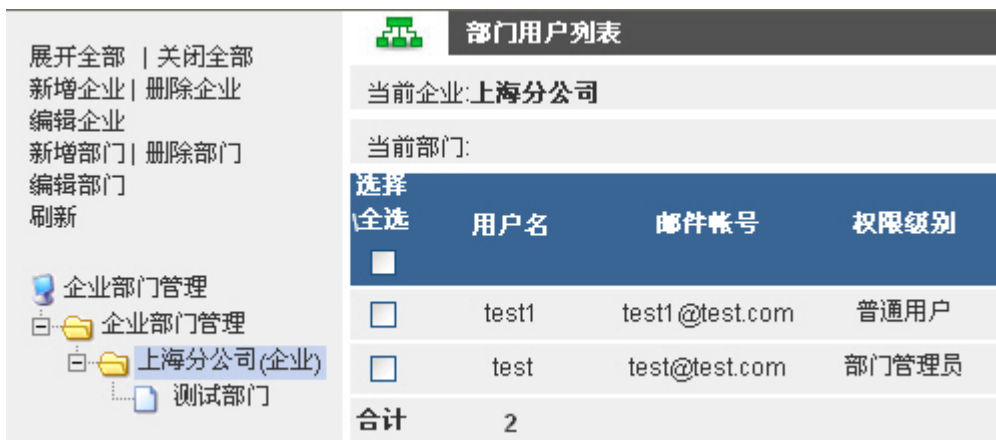 展开全部 | 关闭全部
新增企业| 删除企业
编辑企业
新增部门| 删除部门
编辑部门
刷新
企业部门管理
企业部门管理
上海分公司(企业)
测试部门
部门用户列表
当前企业:上海分公司
当前部门:
选择
\全选 用户名 邮件帐号 权限级别
test1 test1@test.com 普通用户
test test@test.com 部门管理员
合计 2